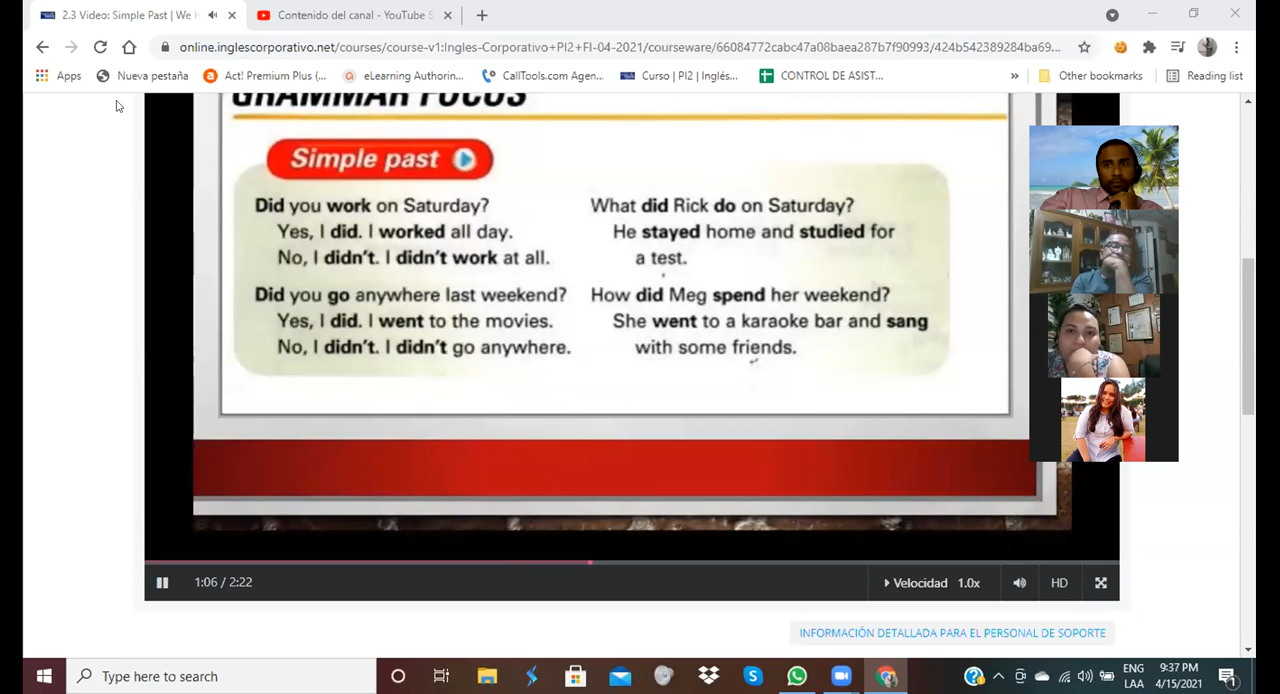 2.3 Video: Simple Past | We
Contenido del canal - YouTube S
online.inglescorporativo.net/courses/course-v1:Ingles-Corporativo+PI2+FI-04-2021/courseware/66084772cabc47a08baea287b7f90993/424b542389284ba69...
Apps
Nueva pestaña
Act! Premium Plus (...
eLearning Authorin...
CallTools.com Agen...
Curso | PI2 | Inglés...
CONTROL DE ASIST...
»
Other bookmarks
Reading list
GRAMMAR FOCUS
Simple past
Did you work on Saturday?
Yes, I did. I worked all day.
No, I didn't. I didn't work at all.
Did you go anywhere last weekend?
Yes, I did. I went to the movies.
No, I didn't. I didn't go anywhere.
What did Rick do on Saturday?
He stayed home and studied for
a test.
How did Meg spend her weekend?
She went to a karaoke bar and sang
with some friends.
1:06 / 2:22
Velocidad 1.0x
HD
INFORMACIÓN DETALLADA PARA EL PERSONAL DE SOPORTE
Type here to search
ENG
LAA
9:37 PM
4/15/2021
1